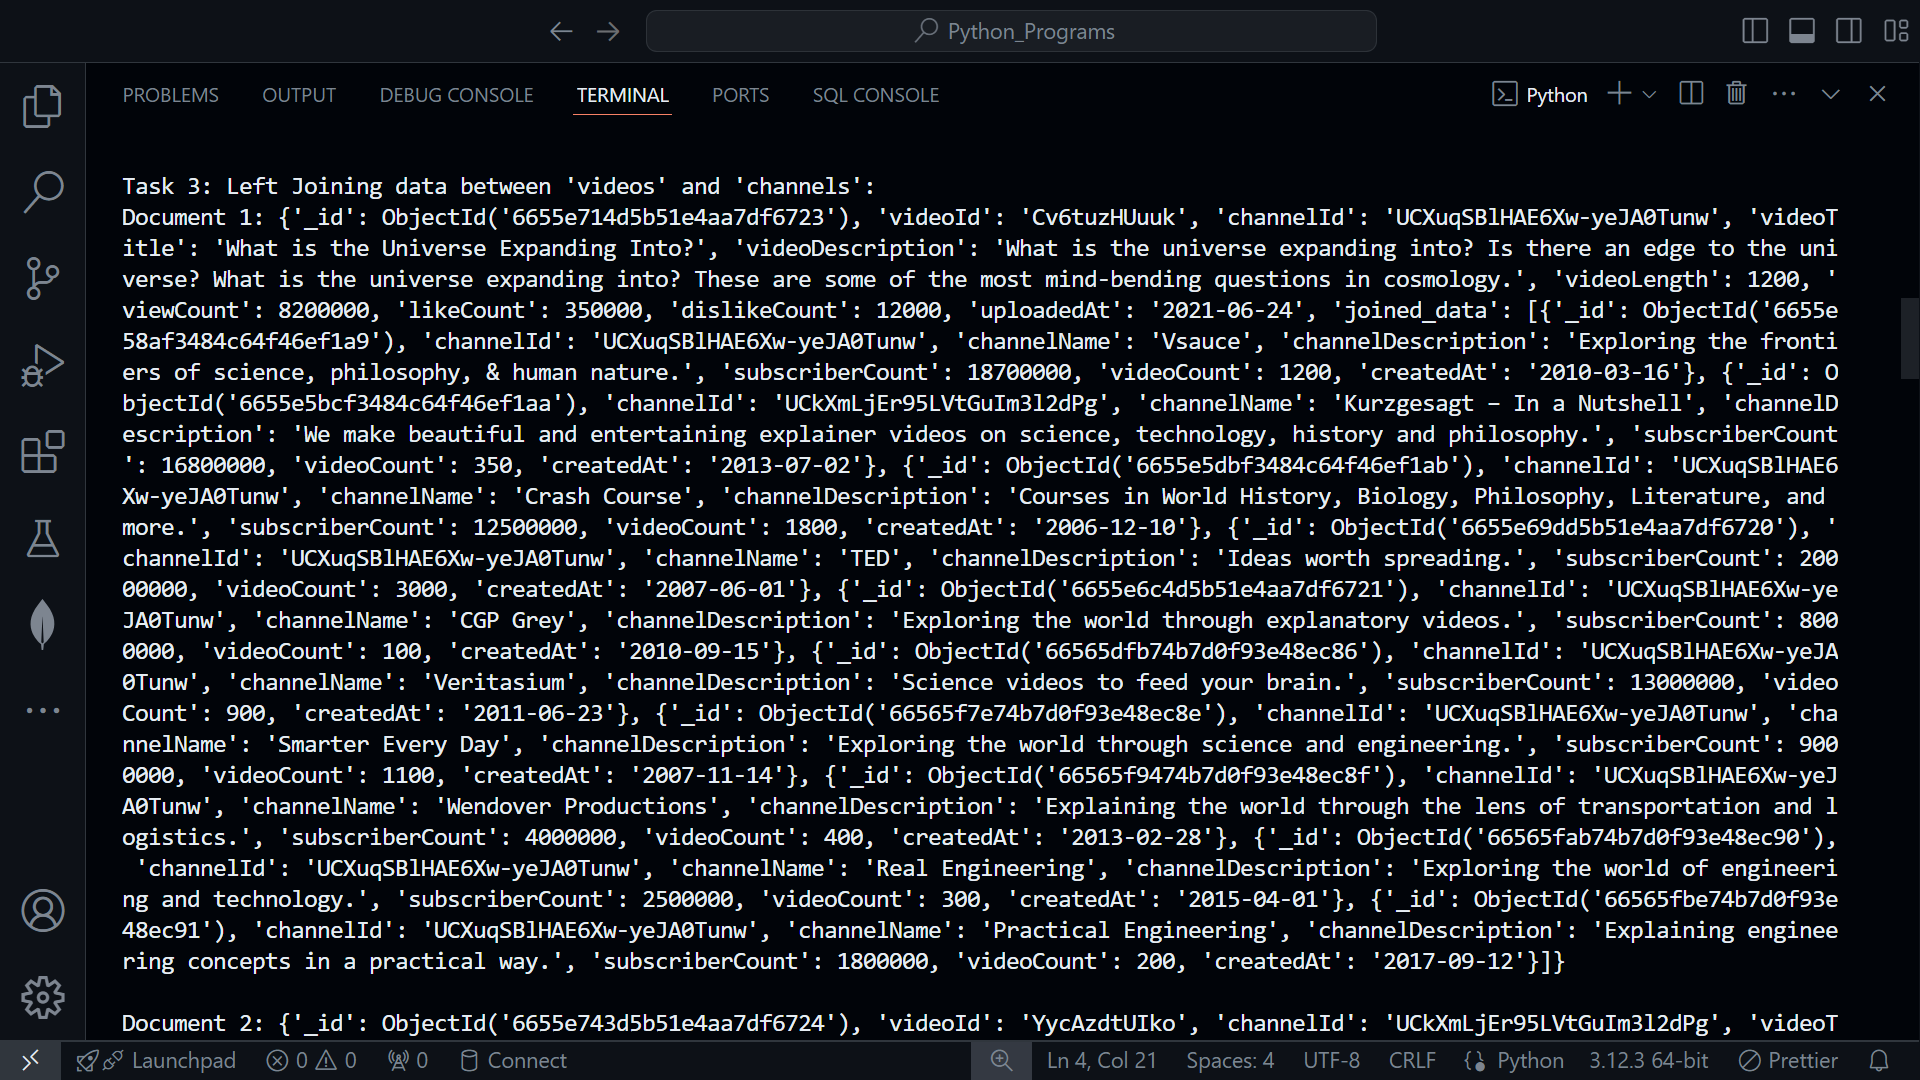 Python_Programs
PROBLEMS OUTPUT DEBUG CONSOLE TERMINAL PORTS SQL CONSOLE Python
Task 3: Left Joining data between 'videos' and 'channels':
Document 1: {'_id': ObjectId('6655e714d5b51e4aa7df6723'), 'videoId': 'Cv6tuzHUuuk', 'channelId': 'UCXuqSBlHAE6Xw-yeJA0Tunw', 'videoT
itle': 'What is the Universe Expanding Into?', 'videoDescription': 'What is the universe expanding into? Is there an edge to the uni
verse? What is the universe expanding into? These are some of the most mind-bending questions in cosmology.', 'videoLength': 1200, '
viewCount': 8200000, 'likeCount': 350000, 'dislikeCount': 12000, 'uploadedAt': '2021-06-24', 'joined_data': [{'_id': ObjectId('6655e
58af3484c64f46ef1a9'), 'channelId': 'UCXuqSBlHAE6Xw-yeJA0Tunw', 'channelName': 'Vsauce', 'channelDescription': 'Exploring the fronti
ers of science, philosophy, & human nature.', 'subscriberCount': 18700000, 'videoCount': 1200, 'createdAt': '2010-03-16'}, {'_id': O
bjectId('6655e5bcf3484c64f46ef1aa'), 'channelId': 'UCkXmLjEr95LVtGuIm3l2dPg', 'channelName': 'Kurzgesagt – In a Nutshell', 'channelD
escription': 'We make beautiful and entertaining explainer videos on science, technology, history and philosophy.', 'subscriberCount
': 16800000, 'videoCount': 350, 'createdAt': '2013-07-02'}, {'_id': ObjectId('6655e5dbf3484c64f46ef1ab'), 'channelId': 'UCXuqSBlHAE6
Xw-yeJA0Tunw', 'channelName': 'Crash Course', 'channelDescription': 'Courses in World History, Biology, Philosophy, Literature, and
more.', 'subscriberCount': 12500000, 'videoCount': 1800, 'createdAt': '2006-12-10'}, {'_id': ObjectId('6655e69dd5b51e4aa7df6720'), '
channelId': 'UCXuqSBlHAE6Xw-yeJA0Tunw', 'channelName': 'TED', 'channelDescription': 'Ideas worth spreading.', 'subscriberCount': 200
00000, 'videoCount': 3000, 'createdAt': '2007-06-01'}, {'_id': ObjectId('6655e6c4d5b51e4aa7df6721'), 'channelId': 'UCXuqSBlHAE6Xw-ye
JA0Tunw', 'channelName': 'CGP Grey', 'channelDescription': 'Exploring the world through explanatory videos.', 'subscriberCount': 800
0000, 'videoCount': 100, 'createdAt': '2010-09-15'}, {'_id': ObjectId('66565dfb74b7d0f93e48ec86'), 'channelId': 'UCXuqSBlHAE6Xw-yeJA
0Tunw', 'channelName': 'Veritasium', 'channelDescription': 'Science videos to feed your brain.', 'subscriberCount': 13000000, 'video
Count': 900, 'createdAt': '2011-06-23'}, {'_id': ObjectId('66565f7e74b7d0f93e48ec8e'), 'channelId': 'UCXuqSBlHAE6Xw-yeJA0Tunw', 'cha
nnelName': 'Smarter Every Day', 'channelDescription': 'Exploring the world through science and engineering.', 'subscriberCount': 900
0000, 'videoCount': 1100, 'createdAt': '2007-11-14'}, {'_id': ObjectId('66565f9474b7d0f93e48ec8f'), 'channelId': 'UCXuqSBlHAE6Xw-yeJ
A0Tunw', 'channelName': 'Wendover Productions', 'channelDescription': 'Explaining the world through the lens of transportation and l
ogistics.', 'subscriberCount': 4000000, 'videoCount': 400, 'createdAt': '2013-02-28'}, {'_id': ObjectId('66565fab74b7d0f93e48ec90'),
 'channelId': 'UCXuqSBlHAE6Xw-yeJA0Tunw', 'channelName': 'Real Engineering', 'channelDescription': 'Exploring the world of engineeri
ng and technology.', 'subscriberCount': 2500000, 'videoCount': 300, 'createdAt': '2015-04-01'}, {'_id': ObjectId('66565fbe74b7d0f93e
48ec91'), 'channelId': 'UCXuqSBlHAE6Xw-yeJA0Tunw', 'channelName': 'Practical Engineering', 'channelDescription': 'Explaining enginee
ring concepts in a practical way.', 'subscriberCount': 1800000, 'videoCount': 200, 'createdAt': '2017-09-12'}]}
Document 2: {'_id': ObjectId('6655e743d5b51e4aa7df6724'), 'videoId': 'YycAzdtUIko', 'channelId': 'UCkXmLjEr95LVtGuIm3l2dPg', 'videoT
Launchpad 0 0 0 Connect Ln 4, Col 21 Spaces: 4 UTF-8 CRLF Python 3.12.3 64-bit Prettier